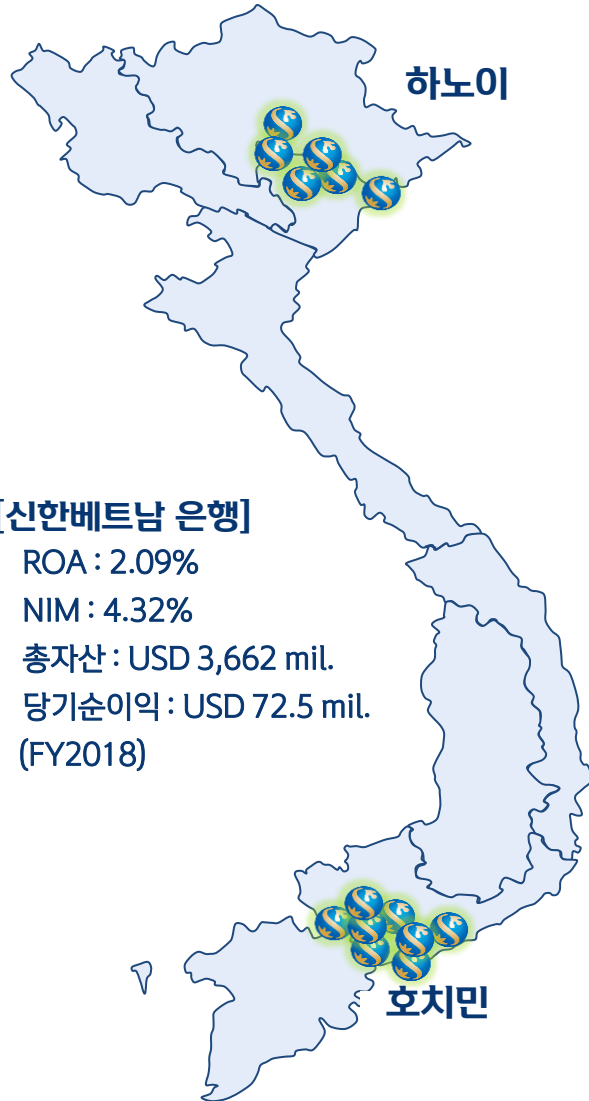 하노이
[신한베트남 은행]
ROA : 2.09%
NIM : 4.32%
총자산 : USD 3,662 mil.
당기순이익 : USD 72.5 mil.
(FY2018)
호치민